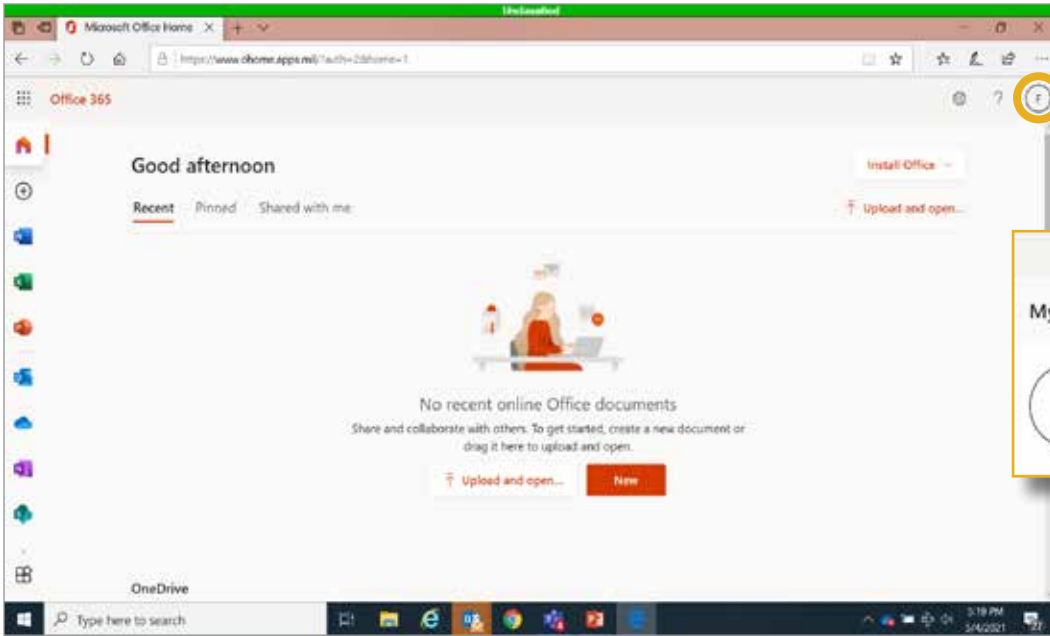 Unclassified
Microsoft Office Home
https://www.ohome.apps.mil/?auth=2&home=1
Office 365
?
F
Good afternoon
Install Office
Recent Pinned Shared with me
Upload and open...
My
No recent online Office documents
Share and collaborate with others. To get started, create a new document or
drag it here to upload and open.
Upload and open...
New
OneDrive
Type here to search
3:19 PM
5/4/2021